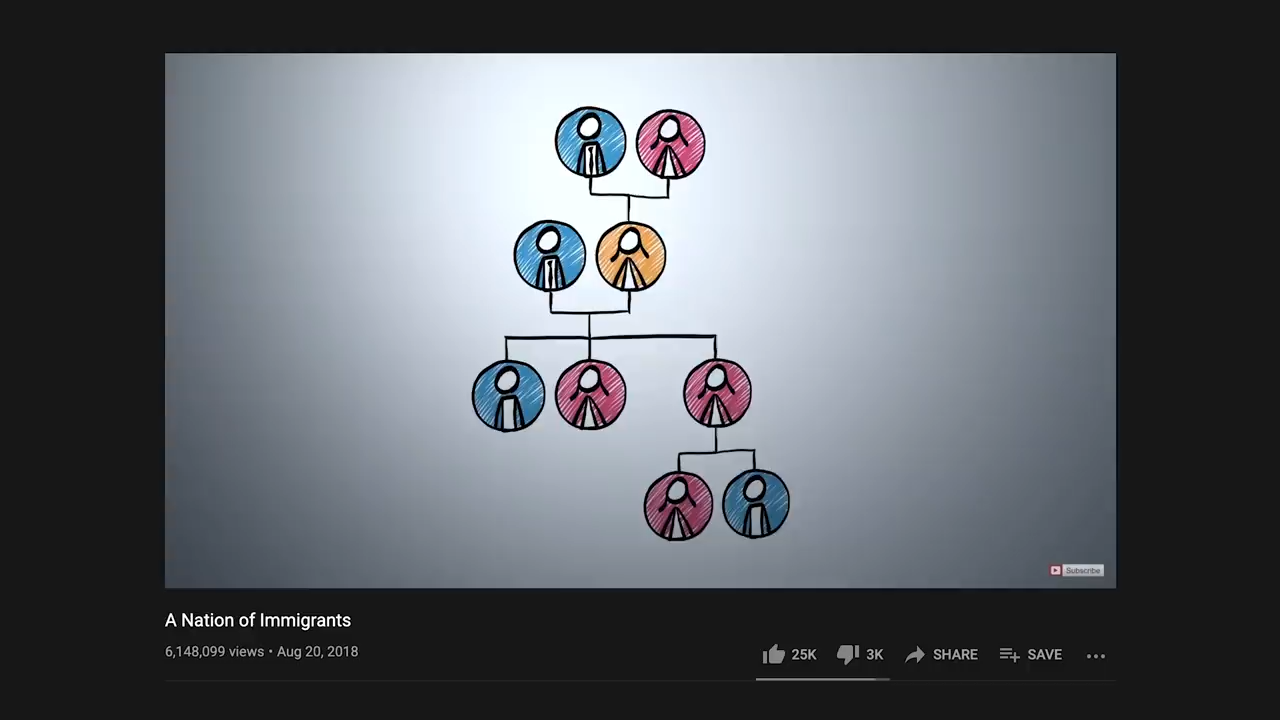 Subscribe
A Nation of Immigrants
6,148,099 views • Aug 20, 2018
25K 3K SHARE SAVE